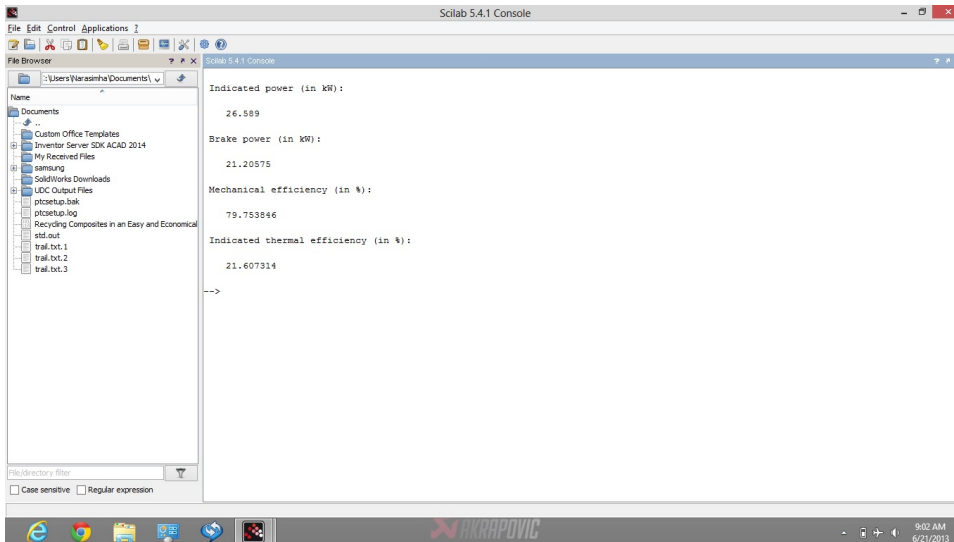 Scilab 5.4.1 Console
File Edit Control Applications ?
File Browser
Scilab 5.4.1 Console
:\Users\Narasimha\Documents\
Name
Documents
..
Custom Office Templates
Inventor Server SDK ACAD 2014
My Received Files
samsung
SolidWorks Downloads
UDC Output Files
ptcsetup.bak
ptcsetup.log
Recycling Composites in an Easy and Economical
std.out
trail.txt.1
trail.txt.2
trail.txt.3
File/directory filter
Case sensitive Regular expression
Indicated power (in kW):
26.589
Brake power (in kW):
21.20575
Mechanical efficiency (in %):
79.753846
Indicated thermal efficiency (in %):
21.607314
-->
AKRAPOVIC
9:02 AM
6/21/2013